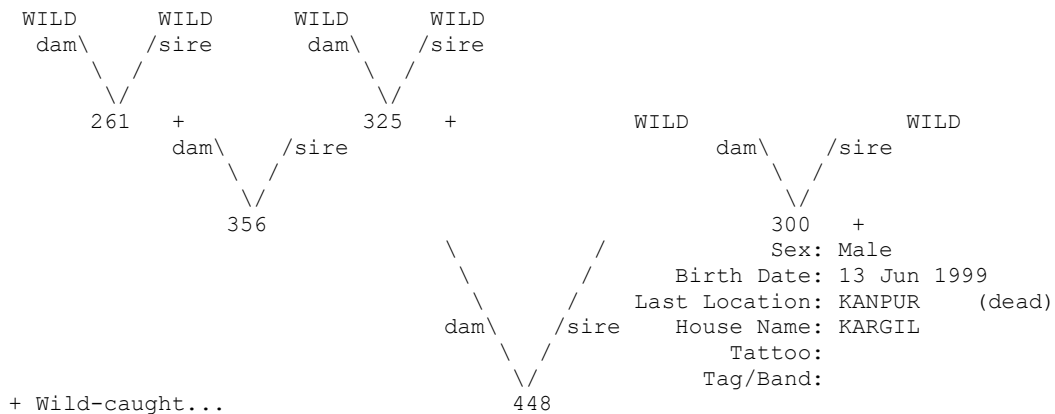 WILD WILD WILD WILD
dam\ /sire dam\ /sire
\ / \ /
\/ \/
261 + 325 + WILD WILD
dam\ /sire dam\ /sire
\ / \ /
\/ \/
356 300 +
\ / Sex: Male
\ / Birth Date: 13 Jun 1999
\ / Last Location: KANPUR (dead)
dam\ /sire House Name: KARGIL
\ / Tattoo:
\/ Tag/Band:
+ Wild-caught... 448